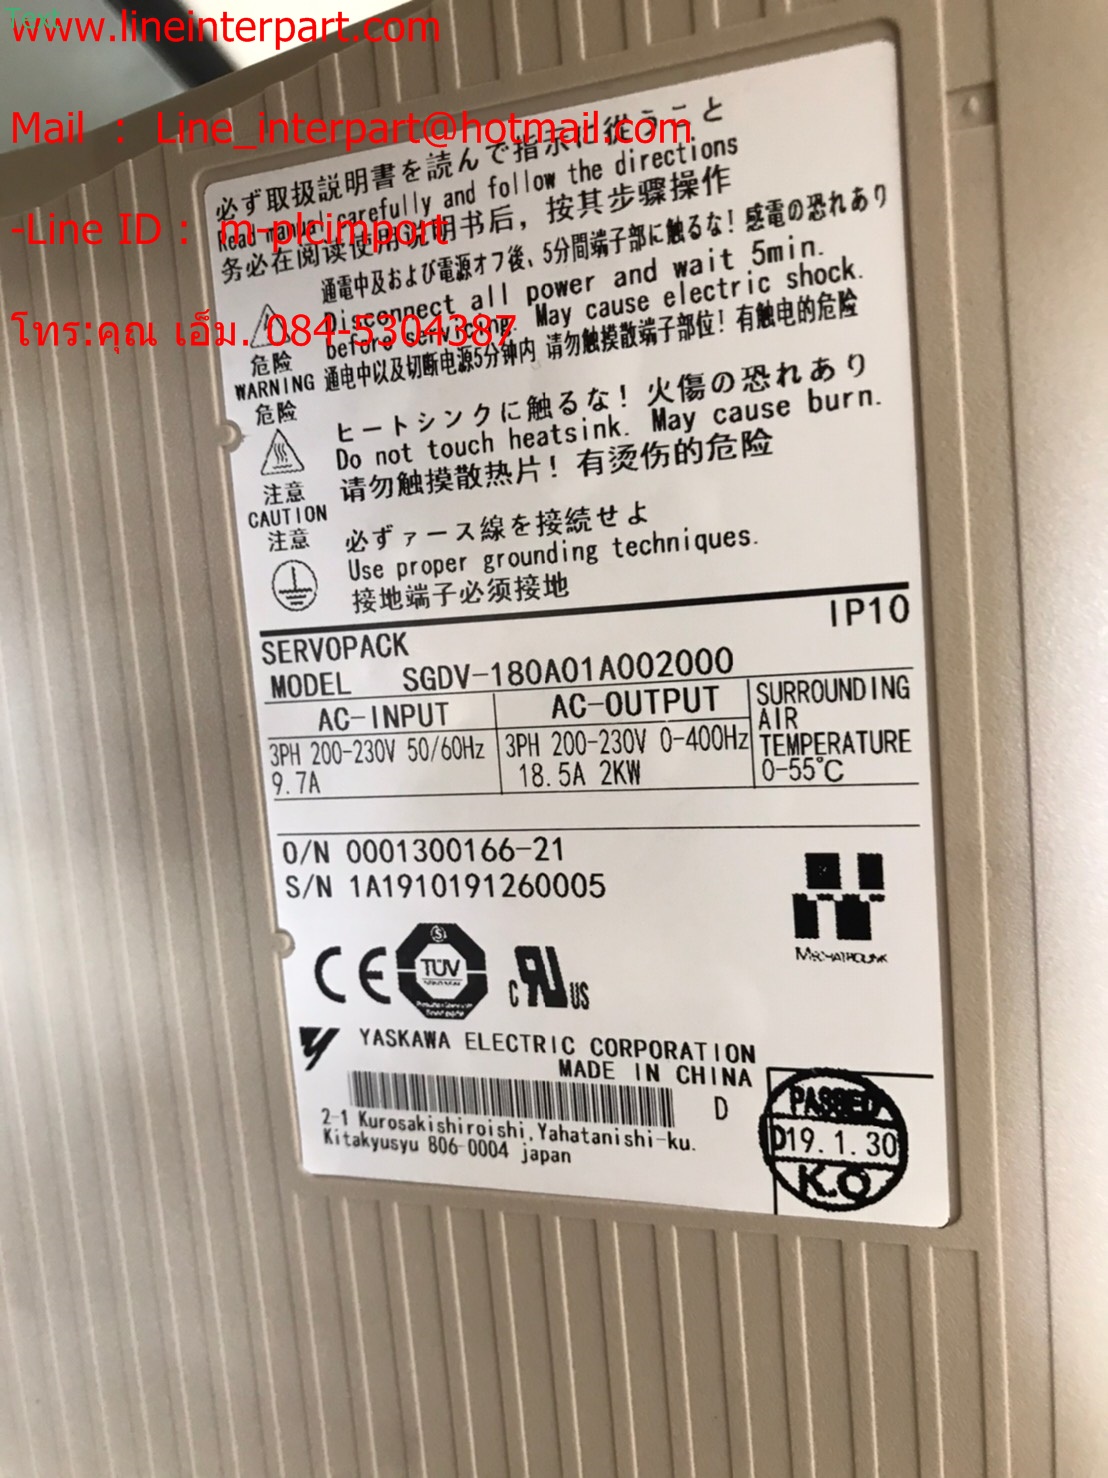 www.lineinterpart.com
Mail : Line_interpart@hotmail.com
-Line ID : m-plcimport
โทร:คุณ เอ็ม. 084-5304387
必ず取扱説明書を読んで指示に従うこと
Read manual carefully and follow the directions
务必在阅读使用说明书后，按其步骤操作
通電中及および電源オフ後、5分間端子部に触るな！感電の恐れあり
Disconnect all power and wait 5min.
before servicing. May cause electric shock.
通电中以及切断电源5分钟内 请勿触摸散端子部位！有触电的危险
危険
WARNING
危险
ヒートシンクに触るな！火傷の恐れあり
Do not touch heatsink. May cause burn.
请勿触摸散热片！有烫伤的危险
注意
CAUTION
注意
必ずァース線を接続せよ
Use proper grounding techniques.
接地端子必须接地
IP10
SERVOPACK
MODEL SGDV-180A01A002000
AC-INPUT
3PH 200-230V 50/60Hz
9.7A
AC-OUTPUT
3PH 200-230V 0-400Hz
18.5A 2KW
SURROUNDING
AIR
TEMPERATURE
0-55℃
O/N 0001300166-21
S/N 1A1910191260005
MECHATROLINK
CE
TÜV
c RU US
YASKAWA ELECTRIC CORPORATION
MADE IN CHINA
D
2-1 Kurosakishiroishi,Yahatanishi-ku.
Kitakyusyu 806-0004 japan
PASSED
D19.1.30
K.O